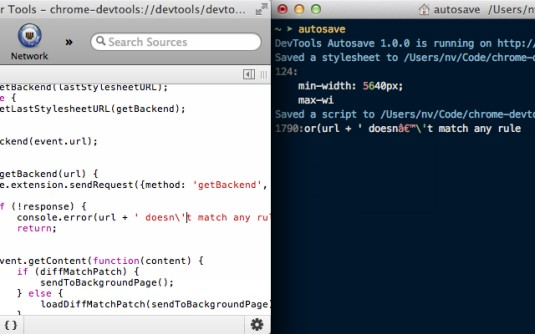 r Tools - chrome-devtools://devtools/devto
Network
»
Search Sources
getBackend(lastStylesheetURL);
e {
etLastStylesheetURL(getBackend);
ckend(event.url);
getBackend(url) {
e.extension.sendRequest({method: 'getBackend',
f (!response) {
console.error(url + ' doesn\'t match any rul
return;
vent.getContent(function(content) {
if (diffMatchPatch) {
sendToBackgroundPage();
} else {
loadDiffMatchPatch(sendToBackgroundPage)
}
{ }
autosave /Users/nv
~ ➤ autosave
DevTools Autosave 1.0.0 is running on http:/
Saved a stylesheet to /Users/nv/Code/chrome-d
124:
min-width: 5640px;
max-wi
Saved a script to /Users/nv/Code/chrome-devto
1790:or(url + ' doesnâ€™\'t match any rule